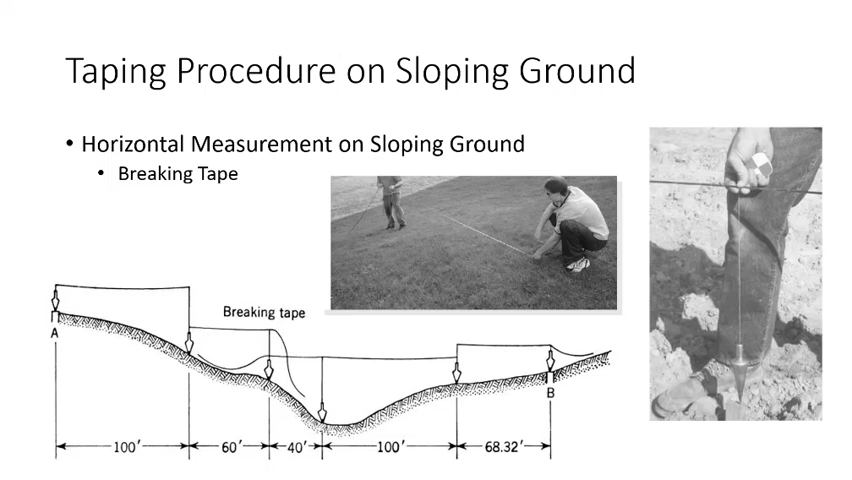 Taping Procedure on Sloping Ground
• Horizontal Measurement on Sloping Ground
• Breaking Tape
Breaking tape
A
B
100′
60′
40′
100′
68.32′